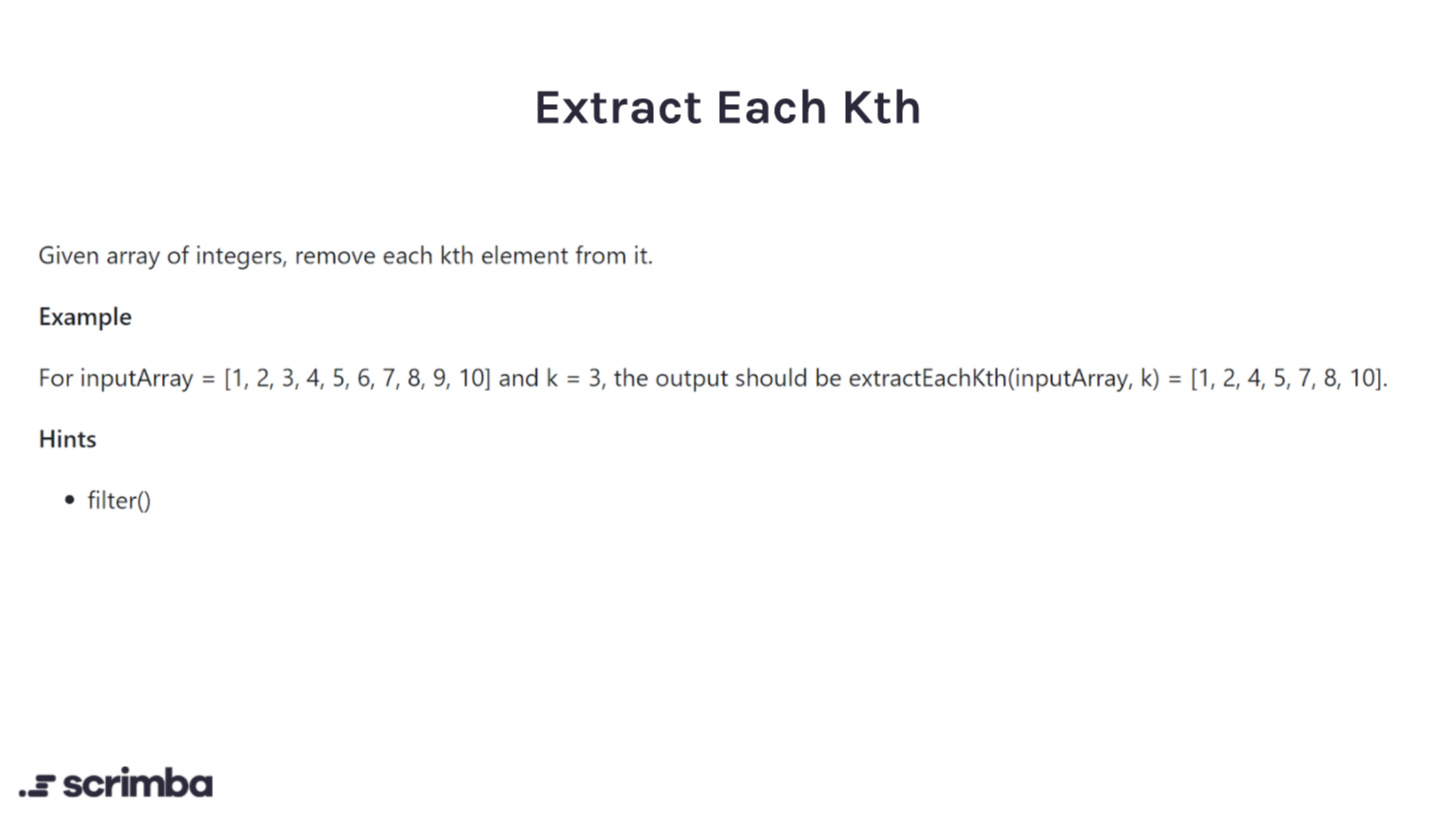 Extract Each Kth
Given array of integers, remove each kth element from it.
Example
For inputArray = [1, 2, 3, 4, 5, 6, 7, 8, 9, 10] and k = 3, the output should be extractEachKth(inputArray, k) = [1, 2, 4, 5, 7, 8, 10].
Hints
• filter()
scrimba